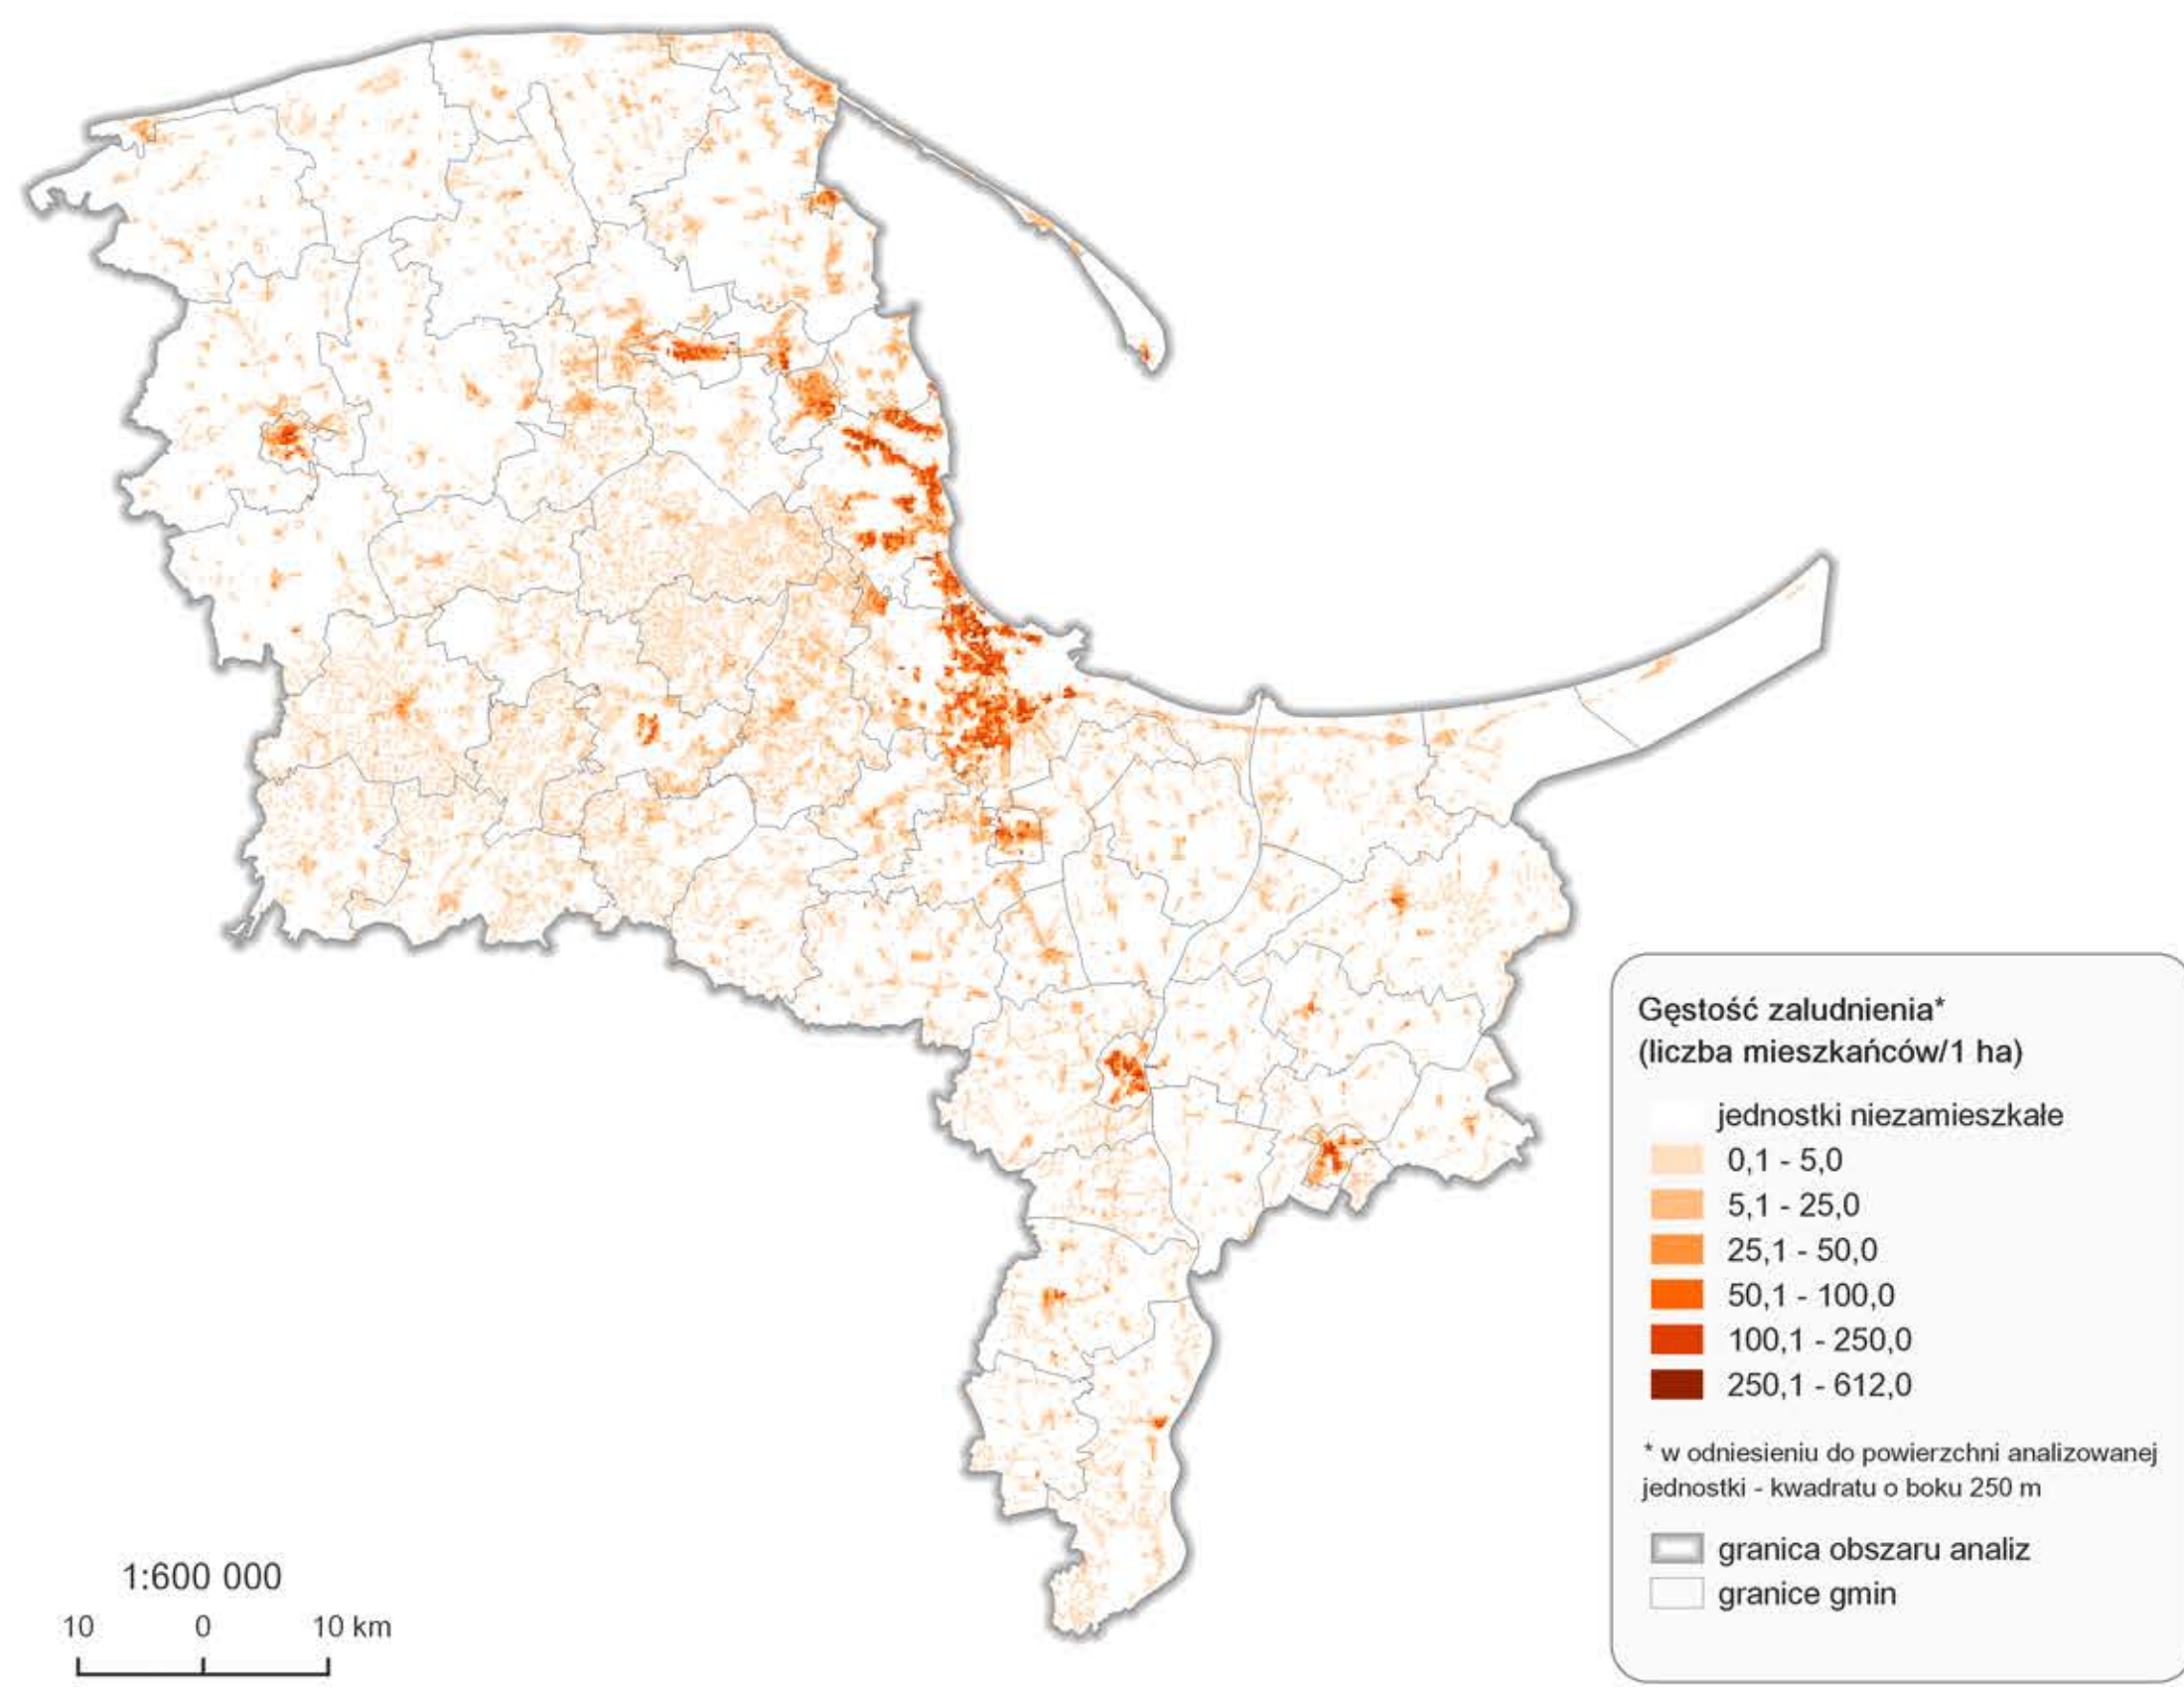 Gęstość zaludnienia*
(liczba mieszkańców/1 ha)
jednostki niezamieszkałe
0,1 - 5,0
5,1 - 25,0
25,1 - 50,0
50,1 - 100,0
100,1 - 250,0
250,1 - 612,0
* w odniesieniu do powierzchni analizowanej
jednostki - kwadratu o boku 250 m
granica obszaru analiz
granice gmin
1:600 000
10 0 10 km